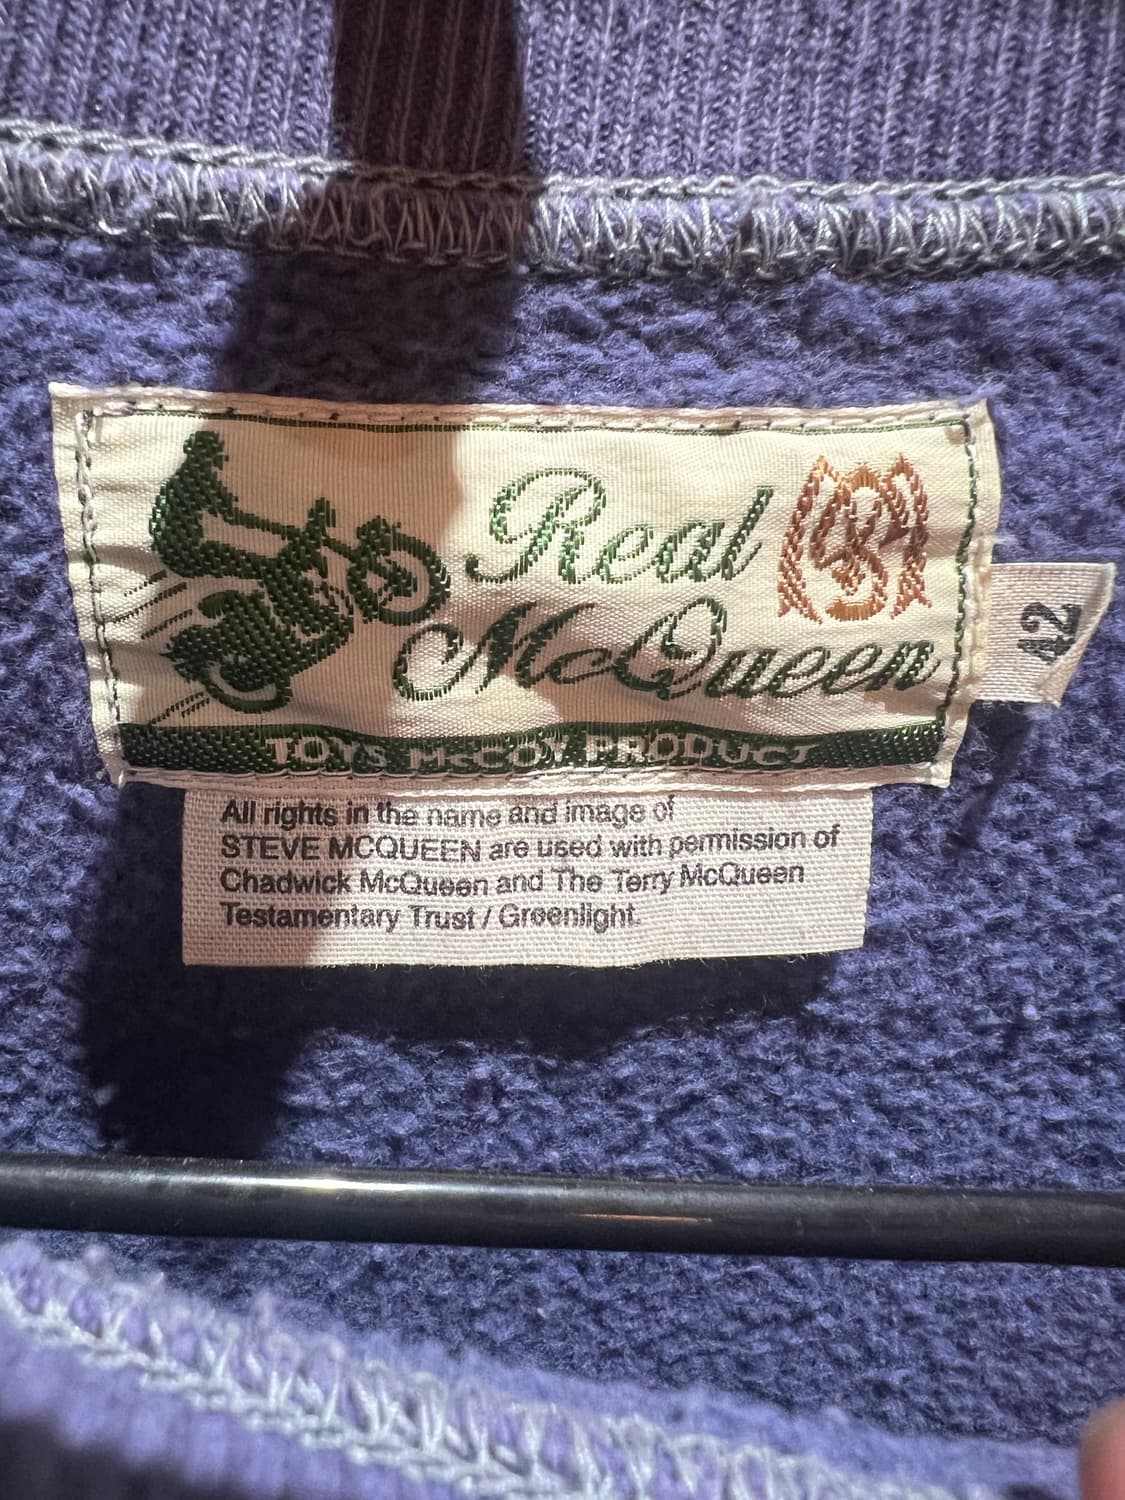 Real
McQueen
TOYS McCOY PRODUCT
42
All rights in the name and image of
STEVE MCQUEEN are used with permission of
Chadwick McQueen and The Terry McQueen
Testamentary Trust / Greenlight.